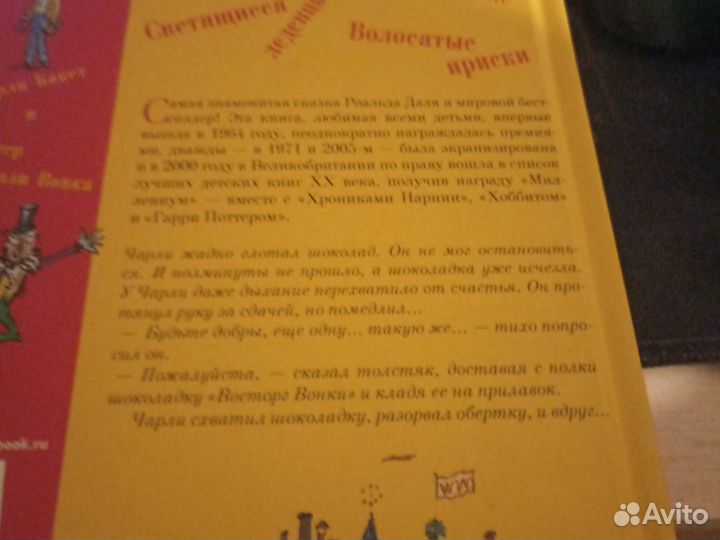 Светящиеся
леденцы
Волосатые
ириски
Самая знаменитая сказка Роальда Даля и мировой бест-
селлер! Эта книга, любимая всеми детьми, впервые
вышла в 1964 году, неоднократно награждалась премия-
ми, дважды — в 1971 и 2005-м — была экранизирована
и в 2000 году в Великобритании по праву вошла в список
лучших детских книг XX века, получив награду «Мил-
лениум» — вместе с «Хрониками Нарнии», «Хоббитом»
и «Гарри Поттером».
Чарли жадно глотал шоколад. Он не мог остановить-
ся. И полминуты не прошло, а шоколадка уже исчезла.
У Чарли даже дыхание перехватило от счастья. Он про-
тянул руку за сдачей, но помедлил...
— Будьте добры, еще одну... такую же... — тихо попро-
сил он.
— Пожалуйста, — сказал толстяк, доставая с полки
шоколадку «Восторг Вонки» и кладя ее на прилавок.
Чарли схватил шоколадку, разорвал обертку, и вдруг...
арли Бакет
и
ер
лли Вонка
book.ru
WW
Avito